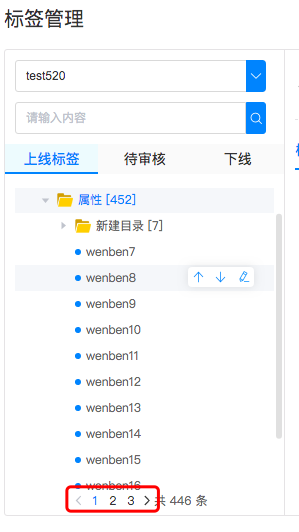 标签管理
test520
请输入内容
上线标签 待审核 下线
属性 [452]
新建目录 [7]
wenben7
wenben8
wenben9
wenben10
wenben11
wenben12
wenben13
wenben14
wenben15
wenben16
1 2 3 共 446 条